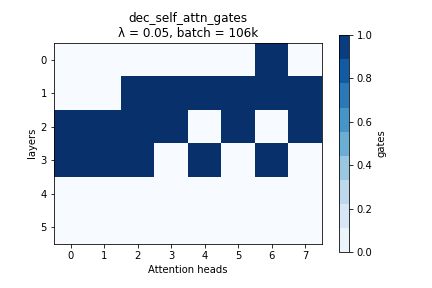 dec_self_attn_gates
λ = 0.05, batch = 106k
layers
0
1
2
3
4
5
0 1 2 3 4 5 6 7
Attention heads
1.0
0.8
0.6
0.4
0.2
0.0
gates